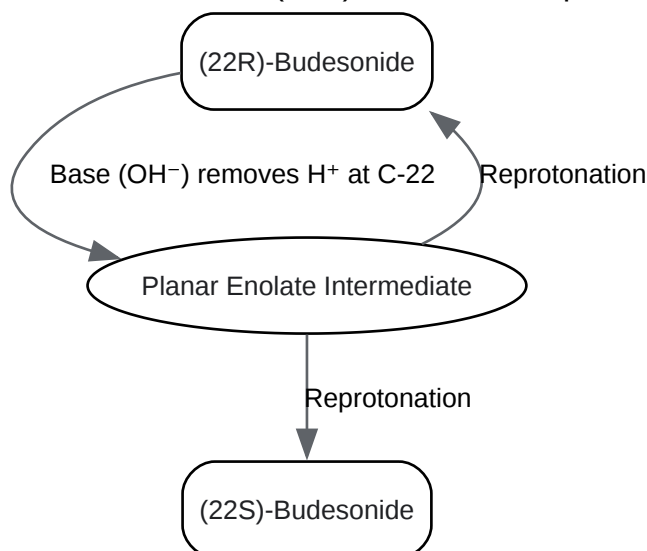 (22R)-Budesonide
Base (OH⁻) removes H⁺ at C-22
Reprotonation
Planar Enolate Intermediate
Reprotonation
(22S)-Budesonide